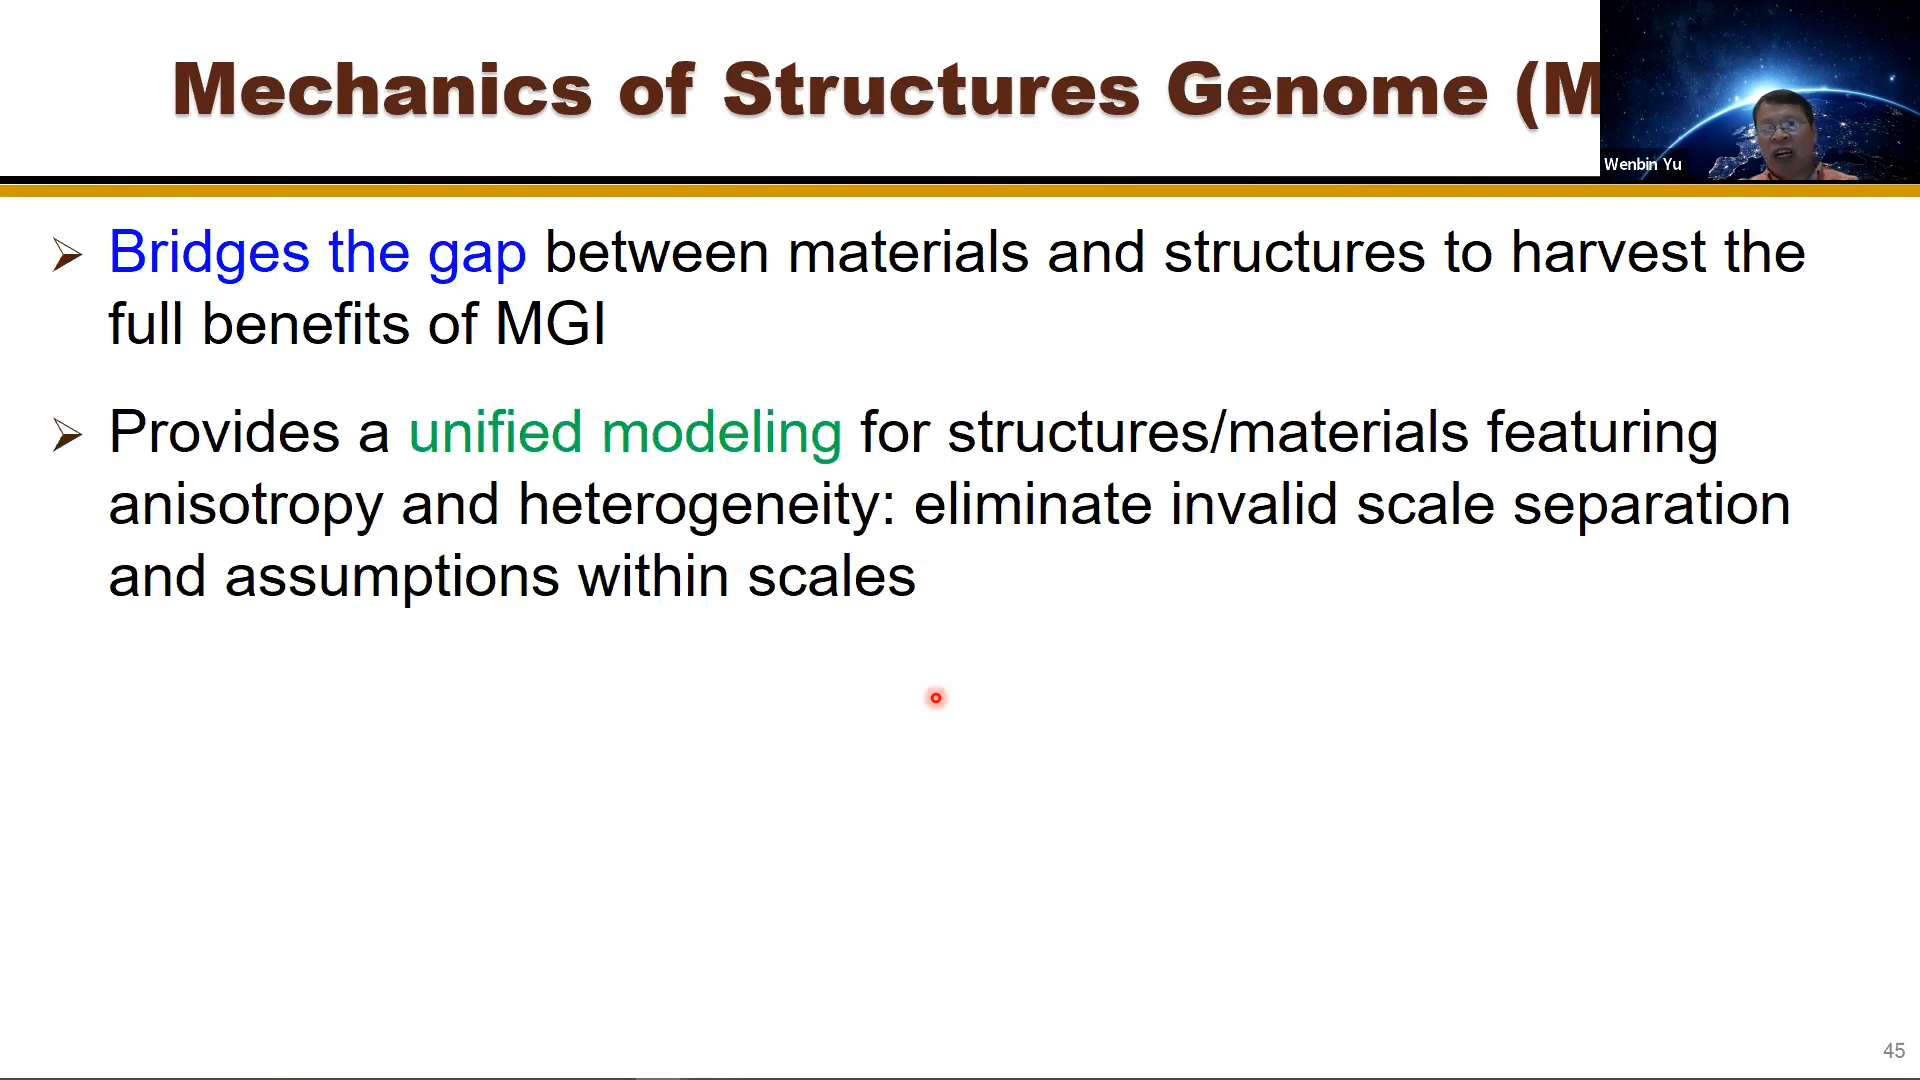 Mechanics of Structures Genome (M
Wenbin Yu
Bridges the gap between materials and structures to harvest the
full benefits of MGI
Provides a unified modeling for structures/materials featuring
anisotropy and heterogeneity: eliminate invalid scale separation
and assumptions within scales
45